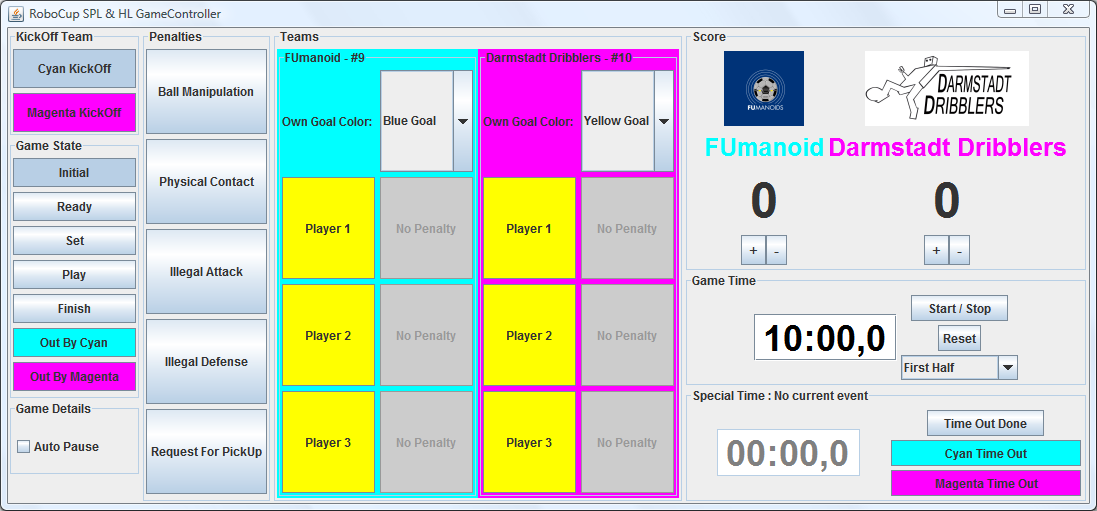 RoboCup SPL & HL GameController
KickOff Team
Cyan KickOff
Magenta KickOff
Game State
Initial
Ready
Set
Play
Finish
Out By Cyan
Out By Magenta
Game Details
Auto Pause
Penalties
Ball Manipulation
Physical Contact
Illegal Attack
Illegal Defense
Request For PickUp
Teams
FUmanoid - #9
Own Goal Color:
Blue Goal
Player 1
No Penalty
Player 2
No Penalty
Player 3
No Penalty
Darmstadt Dribblers - #10
Own Goal Color:
Yellow Goal
Player 1
No Penalty
Player 2
No Penalty
Player 3
No Penalty
Score
FUMANOIDS
DARMSTADT
DRIBBLERS
FUmanoid Darmstadt Dribblers
0 0
+ - + -
Game Time
10:00,0
Start / Stop
Reset
First Half
Special Time : No current event
00:00,0
Time Out Done
Cyan Time Out
Magenta Time Out